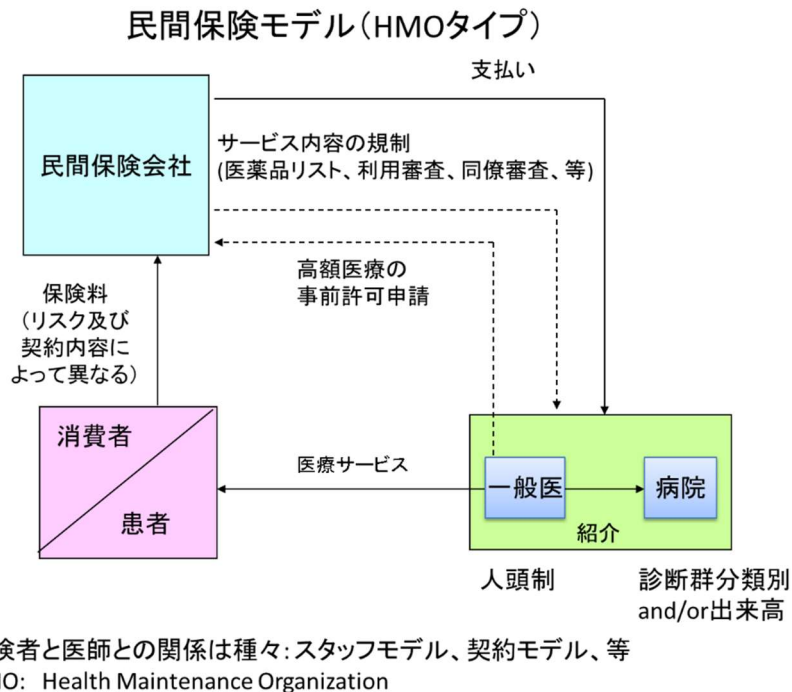 民間保険モデル（HMOタイプ）
支払い
民間保険会社
サービス内容の規制
(医薬品リスト、利用審査、同僚審査、等)
高額医療の
事前許可申請
保険料
（リスク及び
契約内容に
よって異なる）
消費者
患者
医療サービス
一般医
病院
紹介
人頭制
診断群分類別
and/or出来高
険者と医師との関係は種々：スタッフモデル、契約モデル、等
Health Maintenance Organization